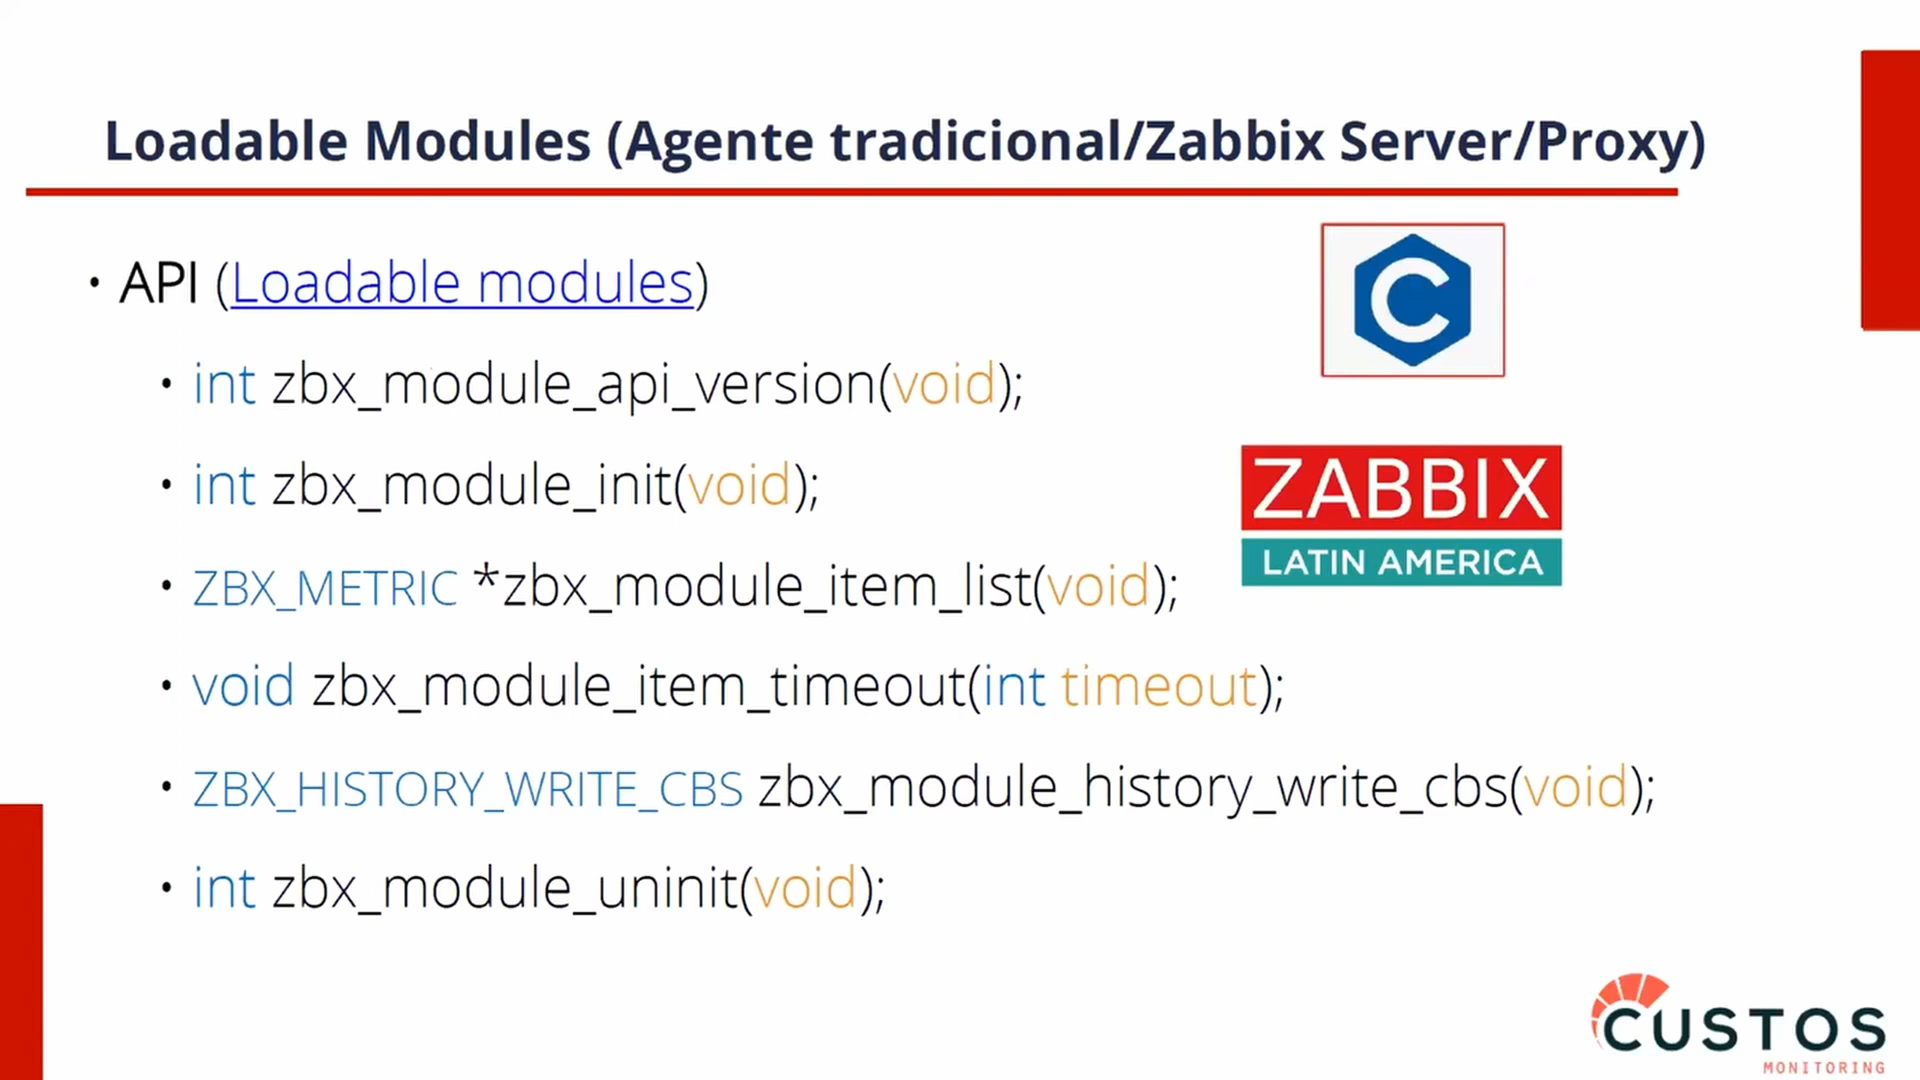 Loadable Modules (Agente tradicional/Zabbix Server/Proxy)
• API (Loadable modules)
• int zbx_module_api_version(void);
• int zbx_module_init(void);
• ZBX_METRIC *zbx_module_item_list(void);
• void zbx_module_item_timeout(int timeout);
• ZBX_HISTORY_WRITE_CBS zbx_module_history_write_cbs(void);
• int zbx_module_uninit(void);
C
ZABBIX
LATIN AMERICA
CUSTOS
MONITORING